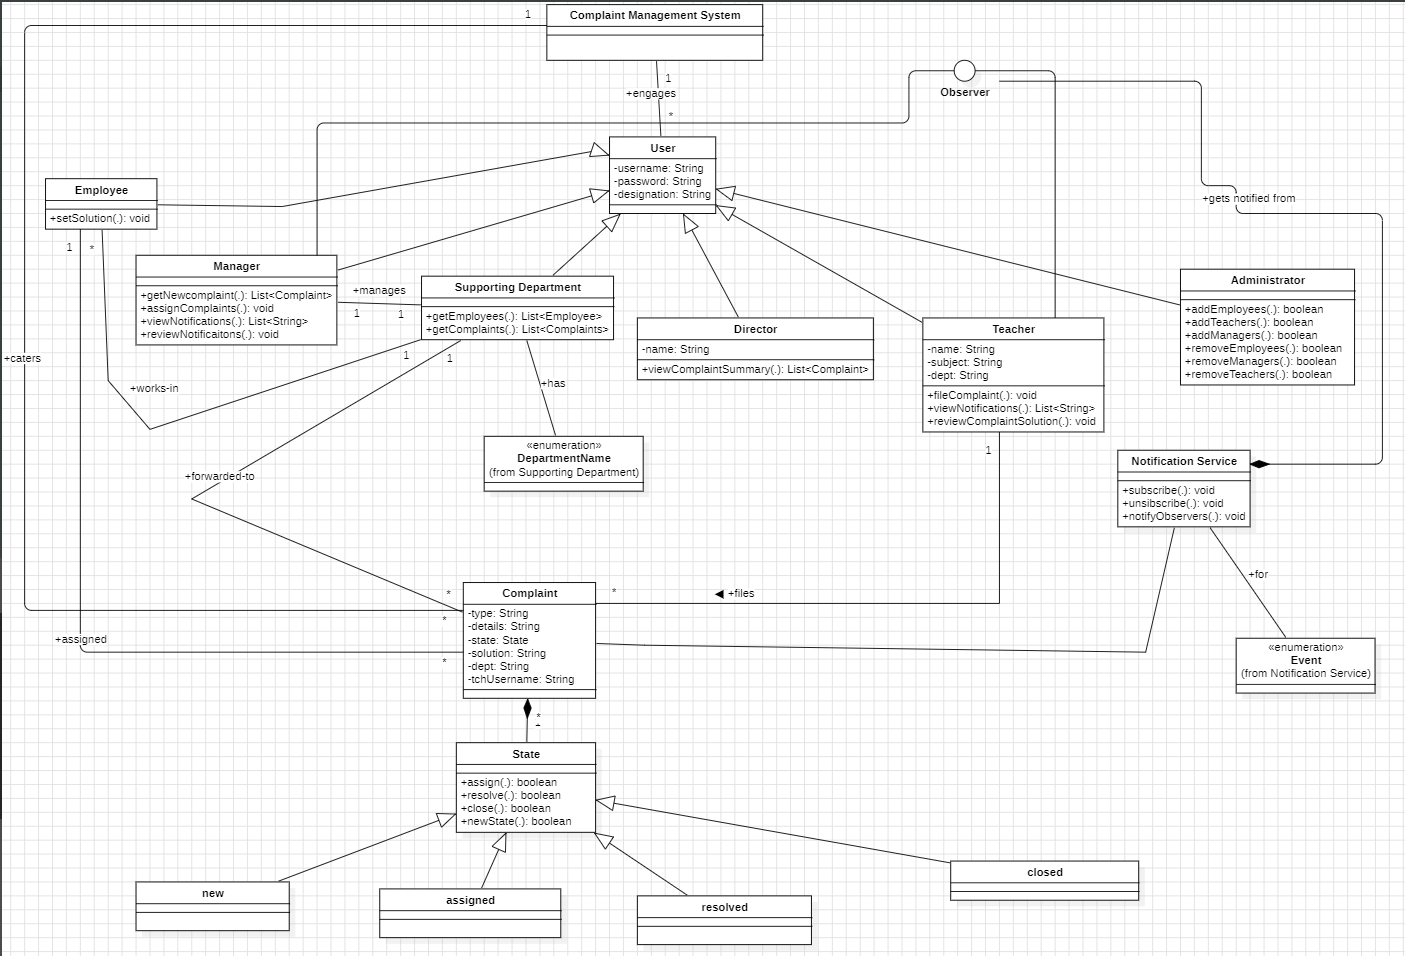 Complaint Management System
1
1
+engages
*
Observer
User
-username: String
-password: String
-designation: String
Employee
+setSolution(.): void
1
*
+gets notified from
Manager
+getNewcomplaint(.): List<Complaint>
+assignComplaints(.): void
+viewNotifications(.): List<String>
+reviewNotificaitons(.): void
+manages
1
1
Supporting Department
+getEmployees(.): List<Employee>
+getComplaints(.): List<Complaints>
1
1
Director
-name: String
+viewComplaintSummary(.): List<Complaint>
Teacher
-name: String
-subject: String
-dept: String
+fileComplaint(.): void
+viewNotifications(.): List<String>
+reviewComplaintSolution(.): void
1
Administrator
+addEmployees(.): boolean
+addTeachers(.): boolean
+addManagers(.): boolean
+removeEmployees(.): boolean
+removeManagers(.): boolean
+removeTeachers(.): boolean
+caters
+works-in
+has
«enumeration»
DepartmentName
(from Supporting Department)
+forwarded-to
Notification Service
+subscribe(.): void
+unsibscribe(.): void
+notifyObservers(.): void
+for
«enumeration»
Event
(from Notification Service)
Complaint
-type: String
-details: String
-state: State
-solution: String
-dept: String
-tchUsername: String
*
*
*
*
+files
+assigned
*
1
State
+assign(.): boolean
+resolve(.): boolean
+close(.): boolean
+newState(.): boolean
new
assigned
resolved
closed